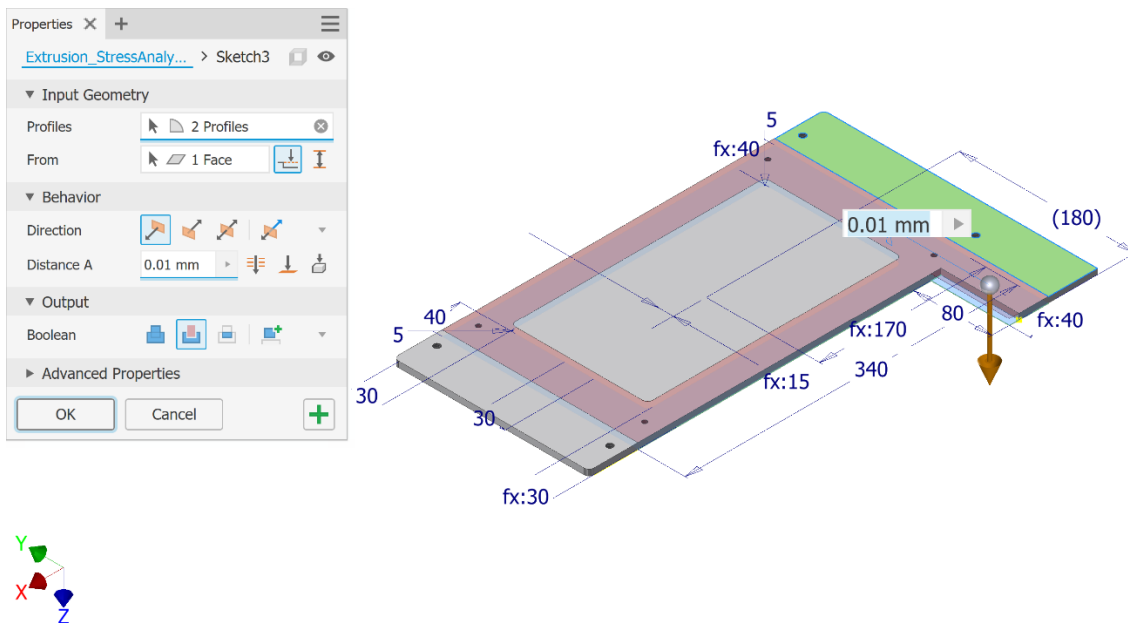 Properties
Extrusion_StressAnaly... > Sketch3
Input Geometry
Profiles 2 Profiles
From 1 Face
Behavior
Direction
Distance A 0.01 mm
Output
Boolean
Advanced Properties
OK Cancel
5
fx:40
(180)
0.01 mm
40
5
fx:170
80
fx:40
30
fx:15
340
30
fx:30
Y
X
Z